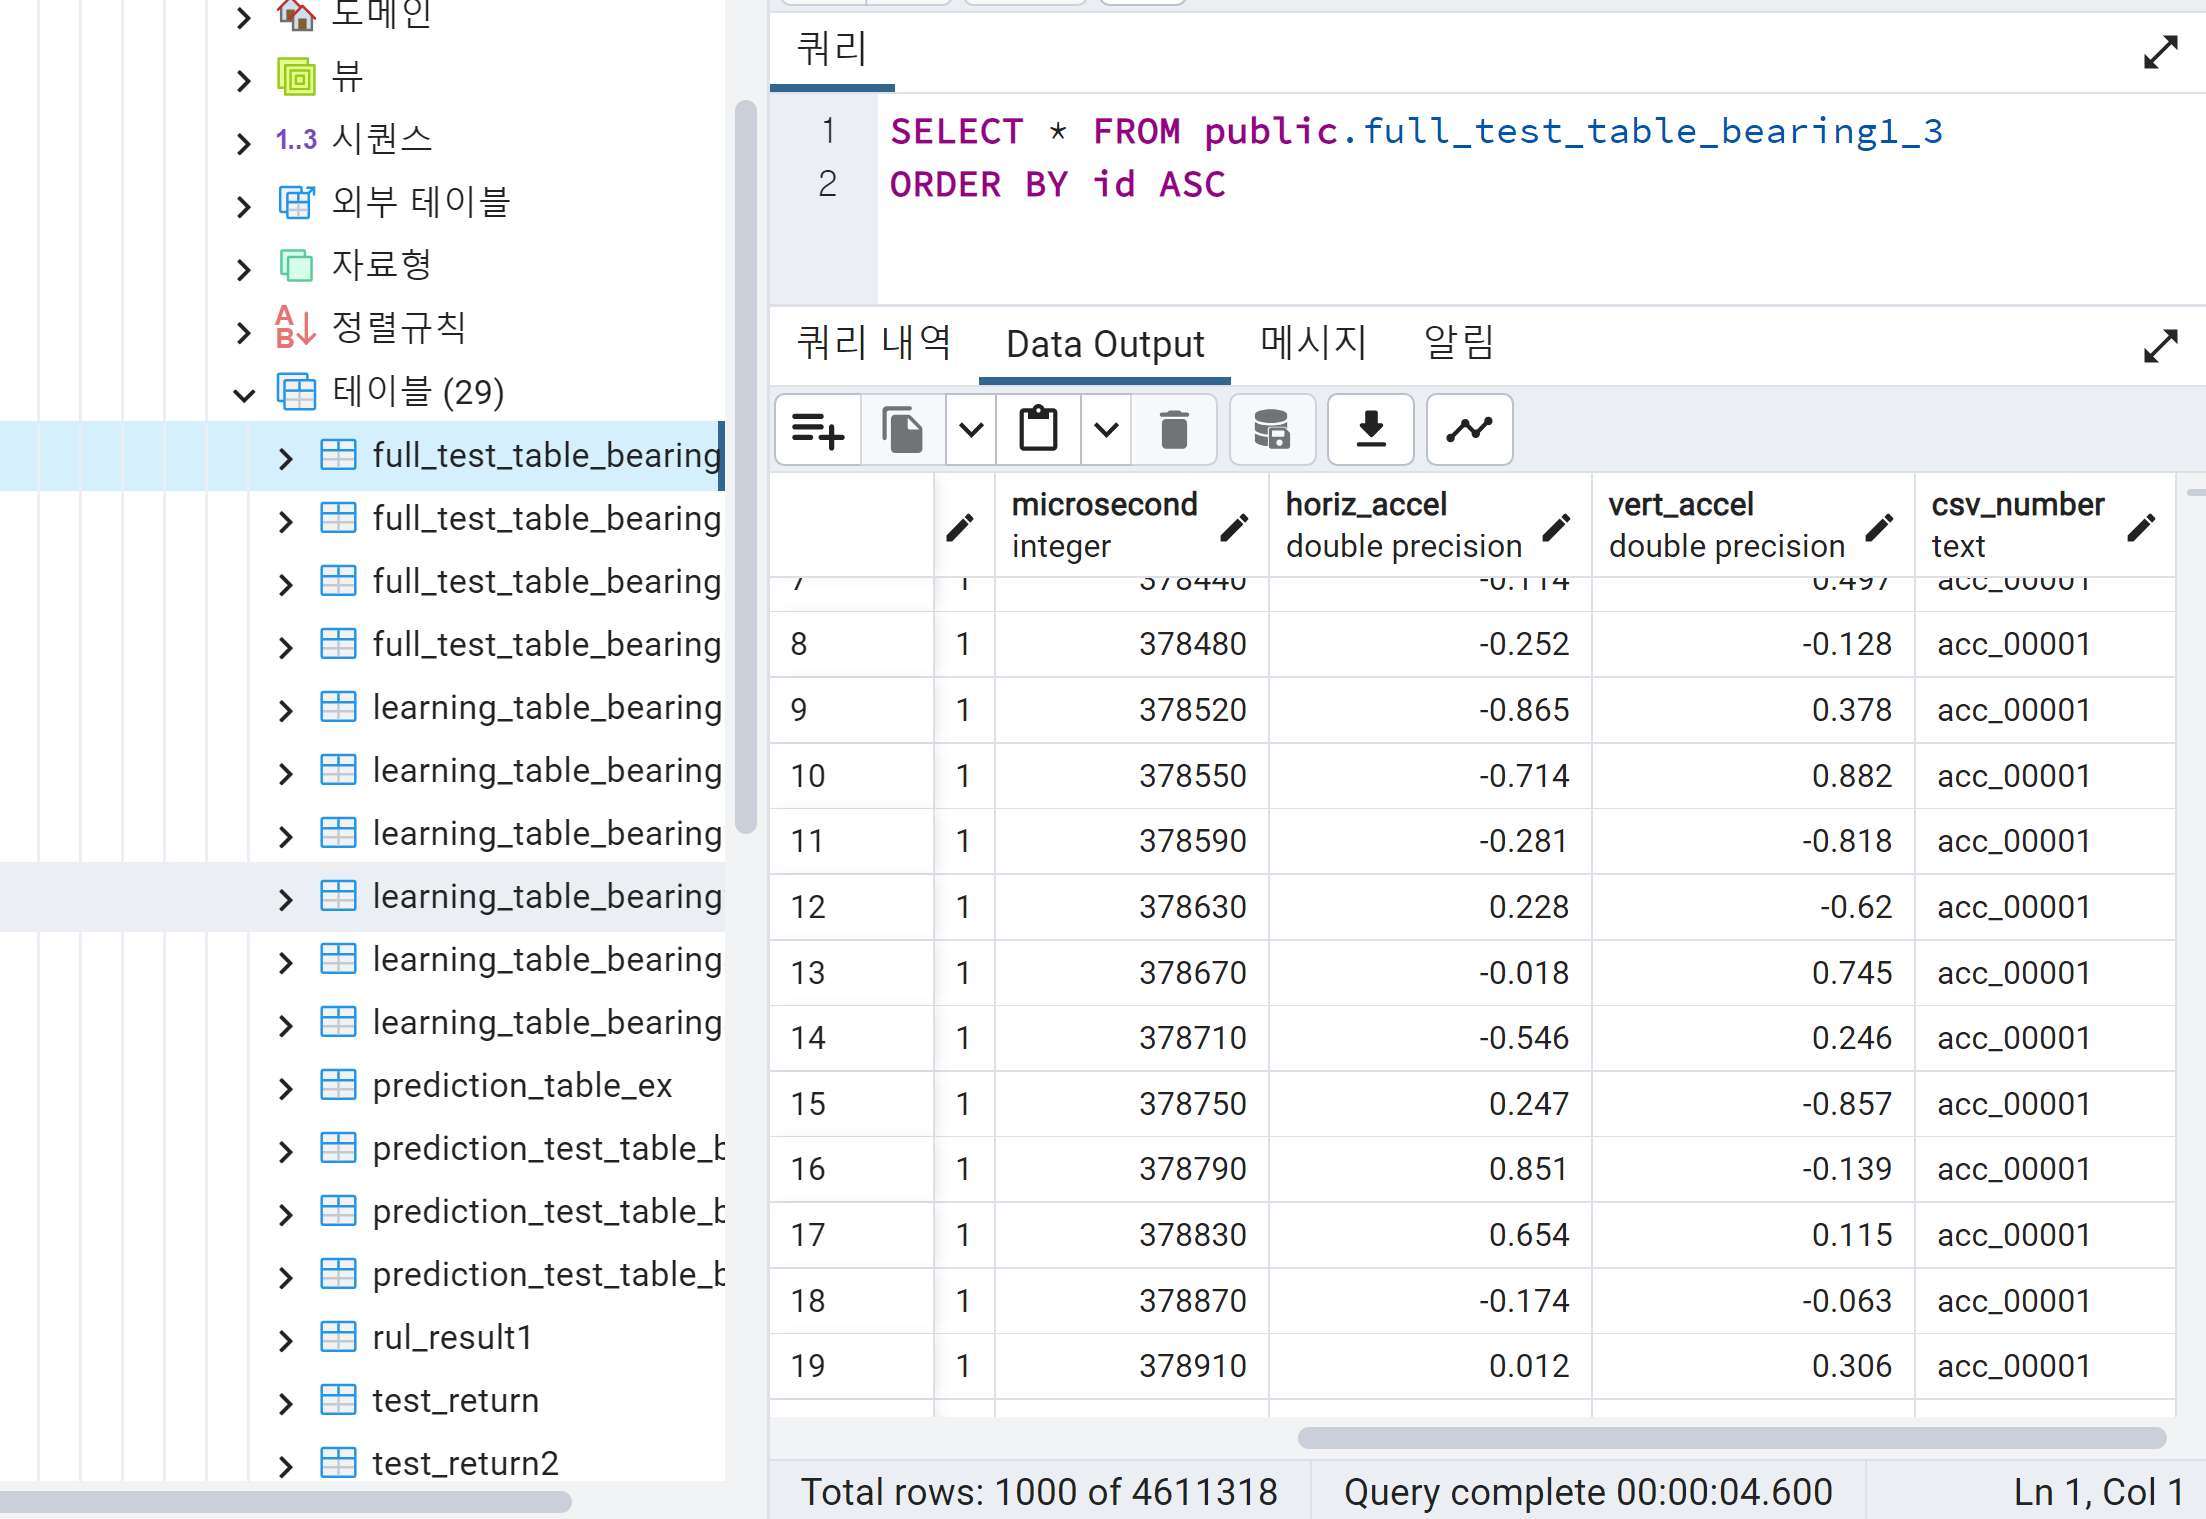 도메인
뷰
1..3 시퀀스
외부 테이블
자료형
AB 정렬규칙
테이블 (29)
full_test_table_bearing
full_test_table_bearing
full_test_table_bearing
full_test_table_bearing
learning_table_bearing
learning_table_bearing
learning_table_bearing
learning_table_bearing
learning_table_bearing
learning_table_bearing
prediction_table_ex
prediction_test_table_b
prediction_test_table_b
prediction_test_table_b
rul_result1
test_return
test_return2
쿼리
1 SELECT * FROM public.full_test_table_bearing1_3
2 ORDER BY id ASC
쿼리 내역 Data Output 메시지 알림
microsecond horiz_accel vert_accel csv_number
integer double precision double precision text
7 1 378440 -0.114 0.497 acc_00001
8 1 378480 -0.252 -0.128 acc_00001
9 1 378520 -0.865 0.378 acc_00001
10 1 378550 -0.714 0.882 acc_00001
11 1 378590 -0.281 -0.818 acc_00001
12 1 378630 0.228 -0.62 acc_00001
13 1 378670 -0.018 0.745 acc_00001
14 1 378710 -0.546 0.246 acc_00001
15 1 378750 0.247 -0.857 acc_00001
16 1 378790 0.851 -0.139 acc_00001
17 1 378830 0.654 0.115 acc_00001
18 1 378870 -0.174 -0.063 acc_00001
19 1 378910 0.012 0.306 acc_00001
Total rows: 1000 of 4611318 Query complete 00:00:04.600 Ln 1, Col 1